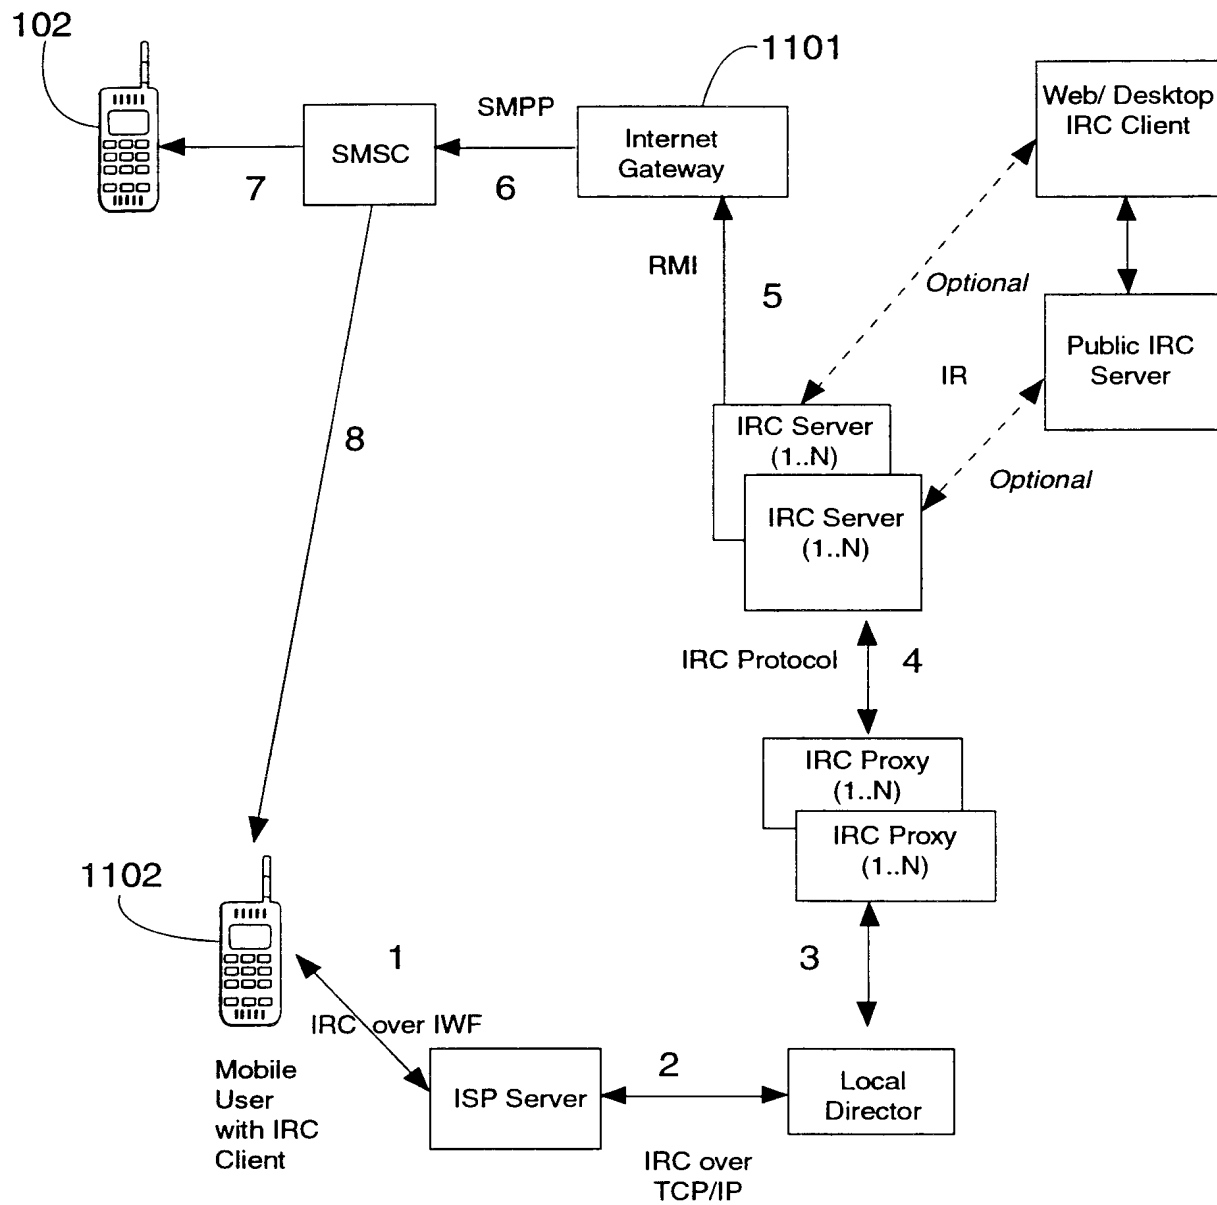 102
1101
SMPP
Web/ Desktop
IRC Client
SMSC
Internet
Gateway
7
6
RMI
5
Optional
Public IRC
Server
IR
8
IRC Server
(1..N)
Optional
IRC Server
(1..N)
IRC Protocol
4
IRC Proxy
(1..N)
IRC Proxy
(1..N)
1102
1
3
IRC over IWF
Mobile
User
with IRC
Client
ISP Server
2
Local
Director
IRC over
TCP/IP